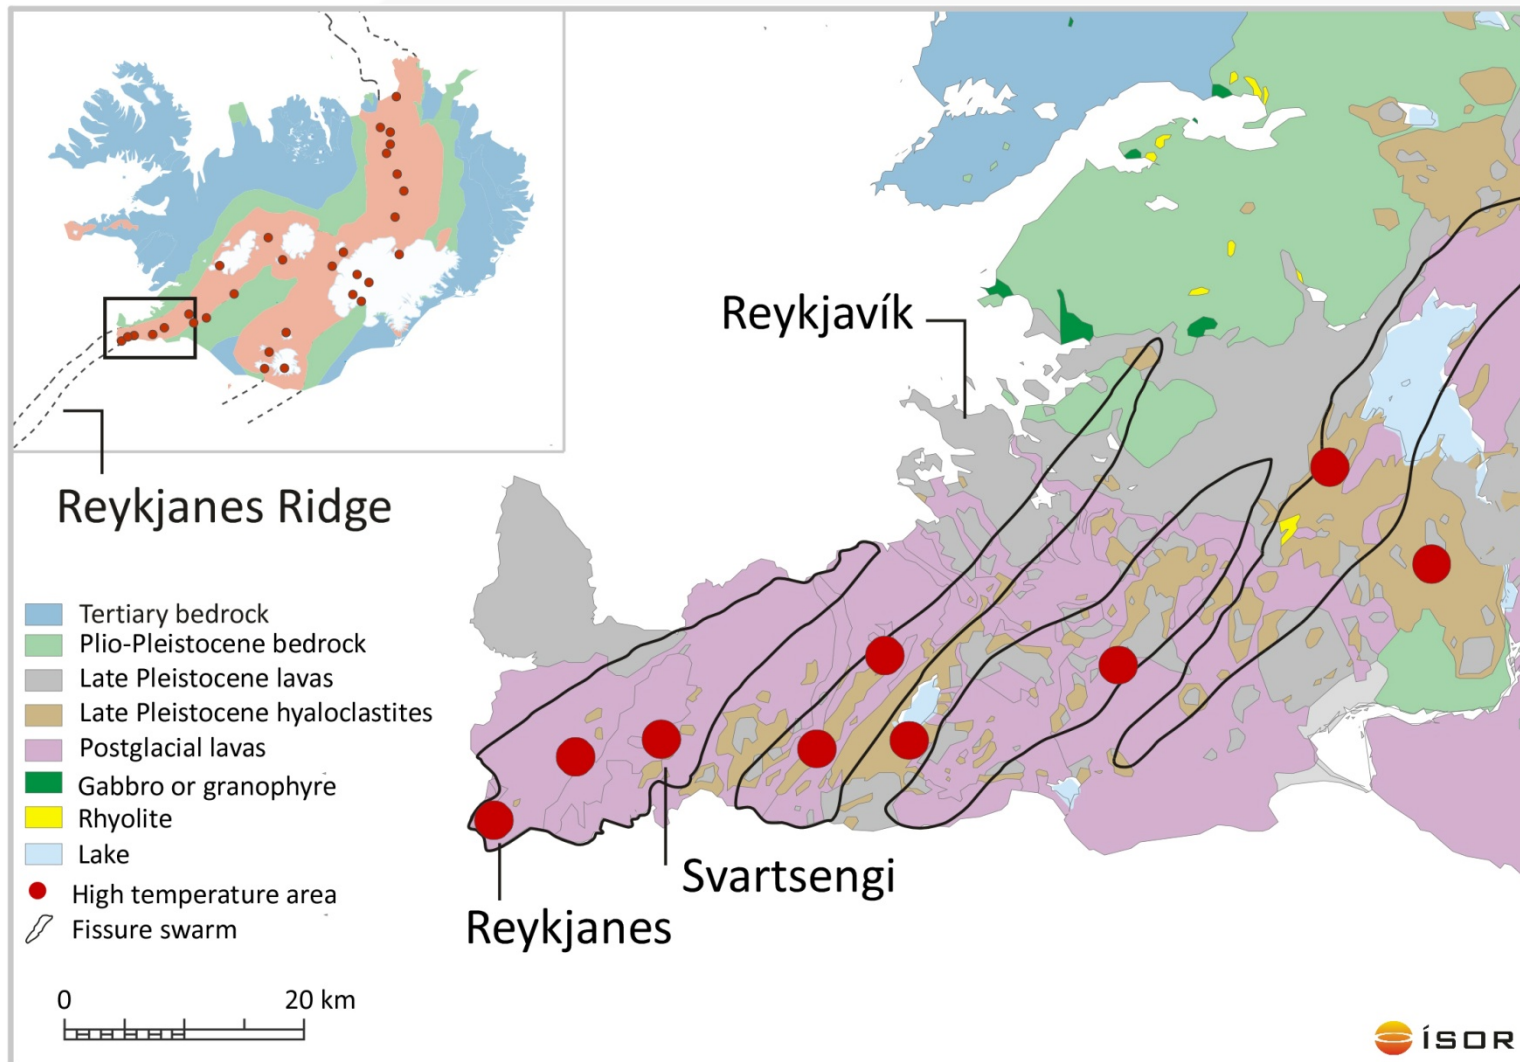 Reykjavík
Reykjanes Ridge
Tertiary bedrock
Plio-Pleistocene bedrock
Late Pleistocene lavas
Late Pleistocene hyaloclastites
Postglacial lavas
Gabbro or granophyre
Rhyolite
Lake
High temperature area
Fissure swarm
Svartsengi
Reykjanes
0 20 km
ÍSOR